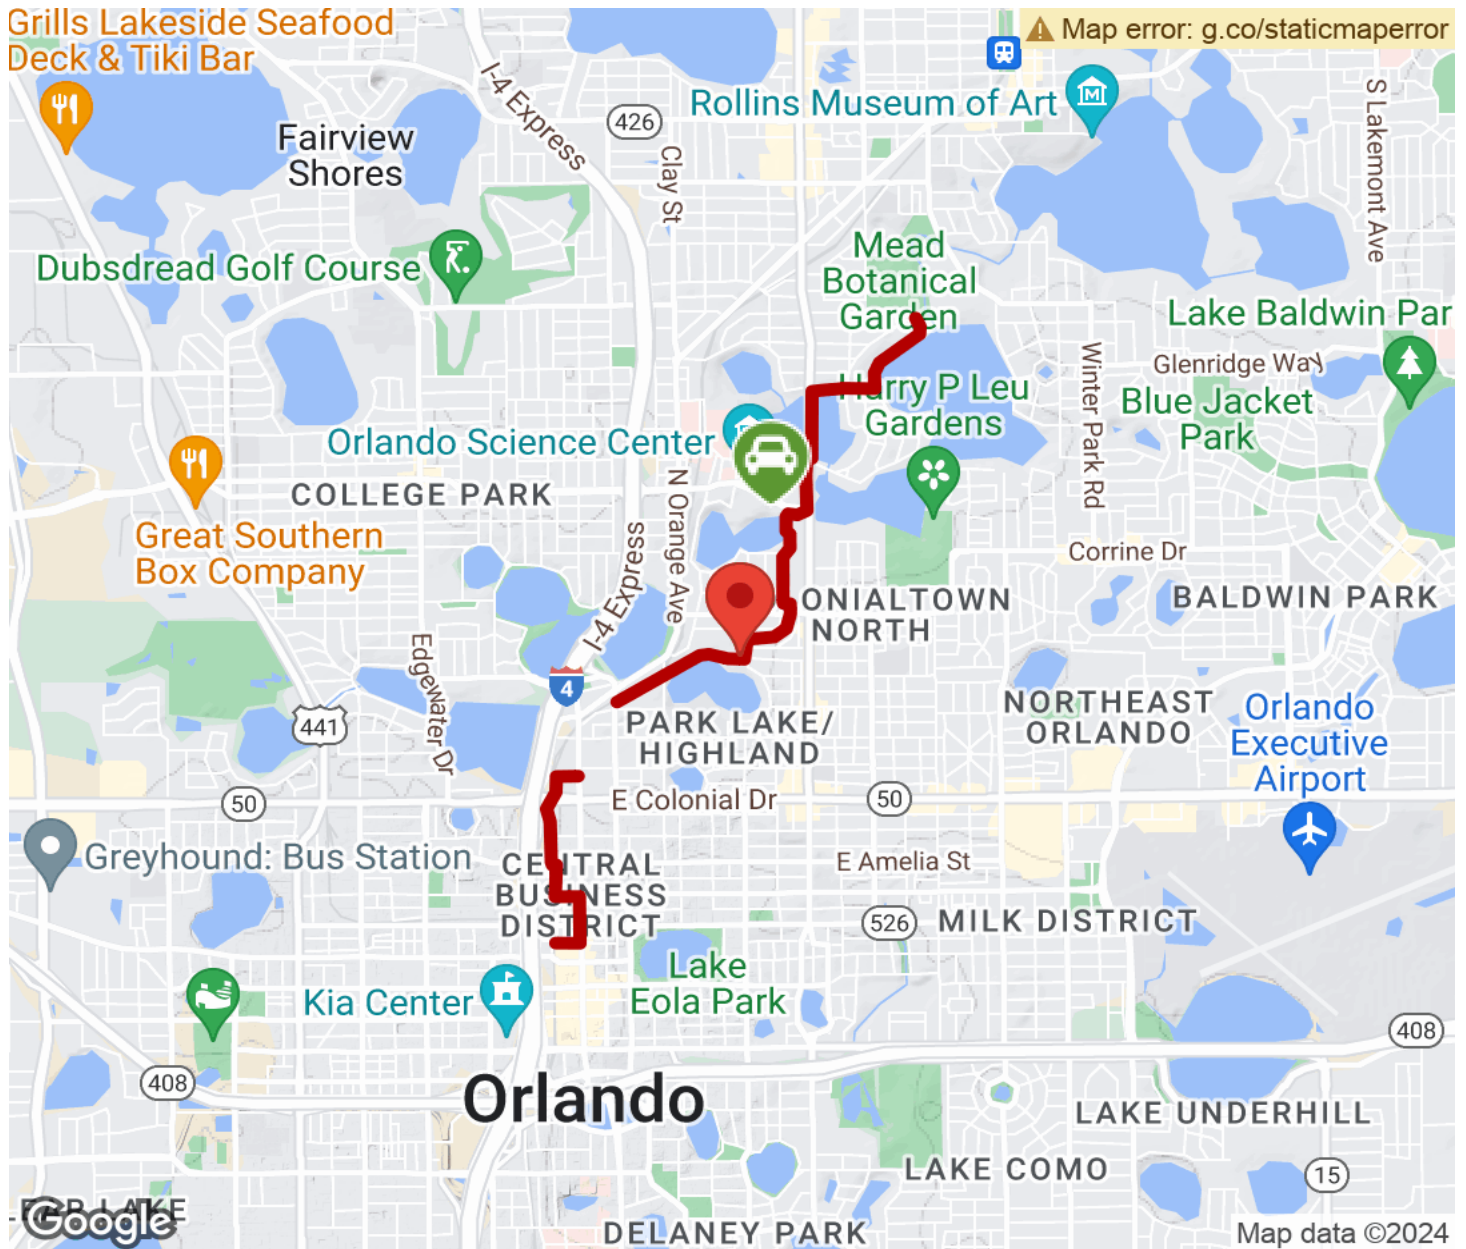 Grills Lakeside Seafood
Deck & Tiki Bar
Map error: g.co/staticmaperror
I-4 Express
426
Rollins Museum of Art
S Lakemont Ave
Fairview
Shores
Clay St
Dubsdread Golf Course
Mead
Botanical
Garden
Lake Baldwin Par
Glenridge Way
Winter Park Rd
Harry P Leu
Gardens
Blue Jacket
Park
Orlando Science Center
COLLEGE PARK
N Orange Ave
Great Southern
Box Company
I-4 Express
Corrine Dr
ONIALTOWN
NORTH
BALDWIN PARK
Edgewater Dr
4
441
PARK LAKE/
HIGHLAND
NORTHEAST
ORLANDO
Orlando
Executive
Airport
50
E Colonial Dr
50
Greyhound: Bus Station
CENTRAL
BUSINESS
DISTRICT
E Amelia St
526
MILK DISTRICT
Lake
Eola Park
Kia Center
408
408
Orlando
LAKE UNDERHILL
LAKE COMO
15
Google
DELANEY PARK
Map data ©2024